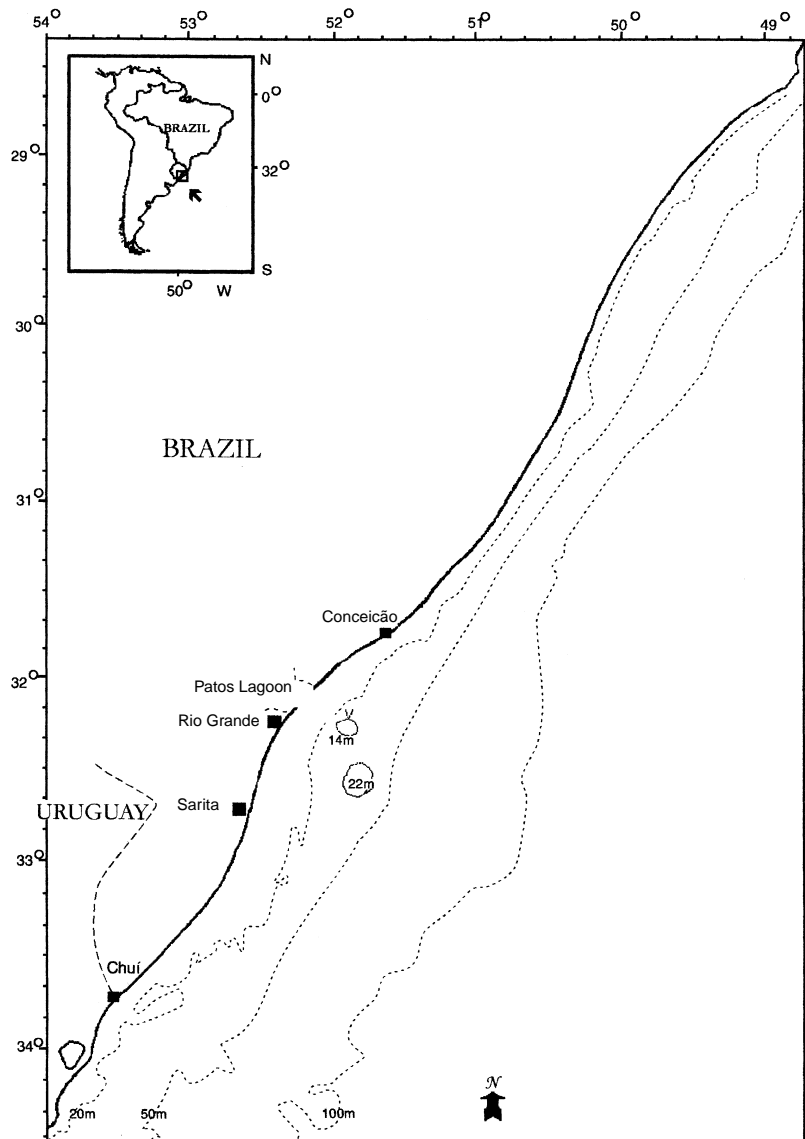 54° 53° 52° 51° 50° 49°
N
0°
BRAZIL
32°
S
50° W
29°
30°
BRAZIL
31°
Conceicão
32°
Patos Lagoon
Rio Grande
14m
22m
Sarita
URUGUAY
33°
Chuí
34°
N
20m 50m 100m